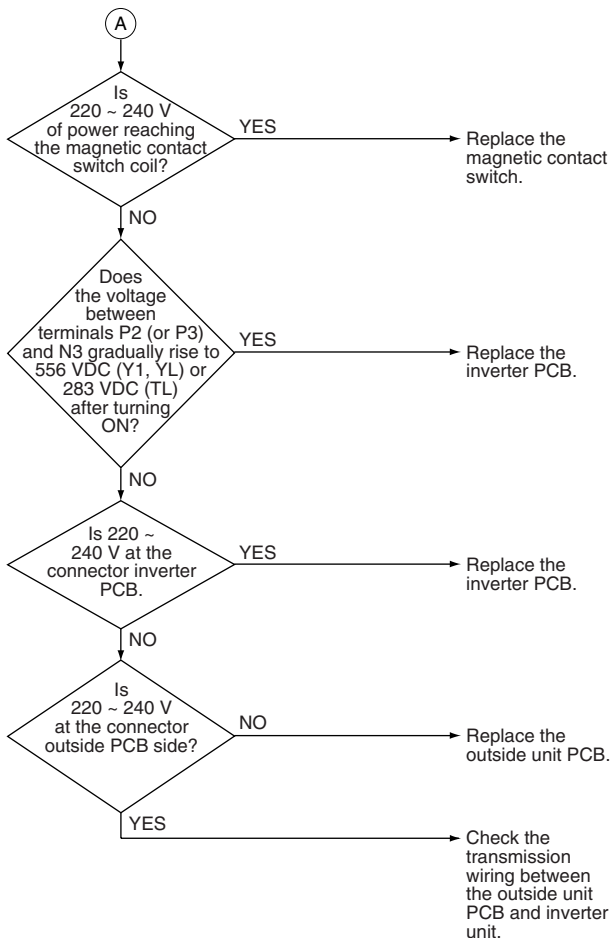 A
Is
220 ~ 240 V
of power reaching
the magnetic contact
switch coil?
YES
Replace the
magnetic contact
switch.
NO
Does
the voltage
between
terminals P2 (or P3)
and N3 gradually rise to
556 VDC (Y1, YL) or
283 VDC (TL)
after turning
ON?
YES
Replace the
inverter PCB.
NO
Is 220 ~
240 V at the
connector inverter
PCB.
YES
Replace the
inverter PCB.
NO
Is
220 ~ 240 V
at the connector
outside PCB side?
NO
Replace the
outside unit PCB.
YES
Check the
transmission
wiring between
the outside unit
PCB and inverter
unit.